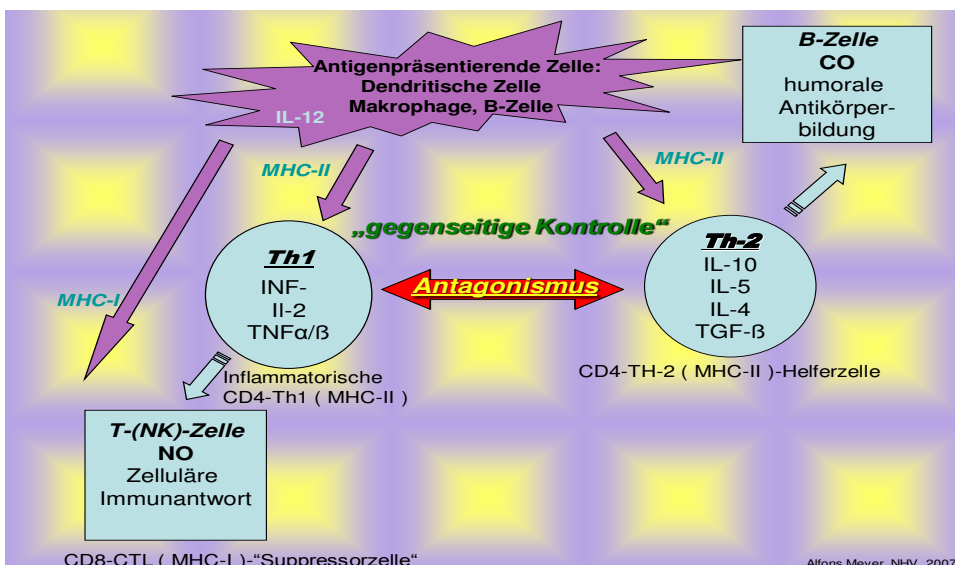 Antigenpräsentierende Zelle:
Dendritische Zelle
Makrophage, B-Zelle
IL-12
B-Zelle
CO
humorale
Antikörper-
bildung
MHC-II
MHC-II
„gegenseitige Kontrolle“
Th1
INF-
II-2
TNFα/ß
Antagonismus
Th-2
IL-10
IL-5
IL-4
TGF-ß
MHC-I
Inflammatorische
CD4-Th1 ( MHC-II )
CD4-TH-2 ( MHC-II )-Helferzelle
T-(NK)-Zelle
NO
Zelluläre
Immunantwort
CD8-CTL ( MHC-I )-“Suppressorzelle“
Alfons Meyer, NHV, 2007